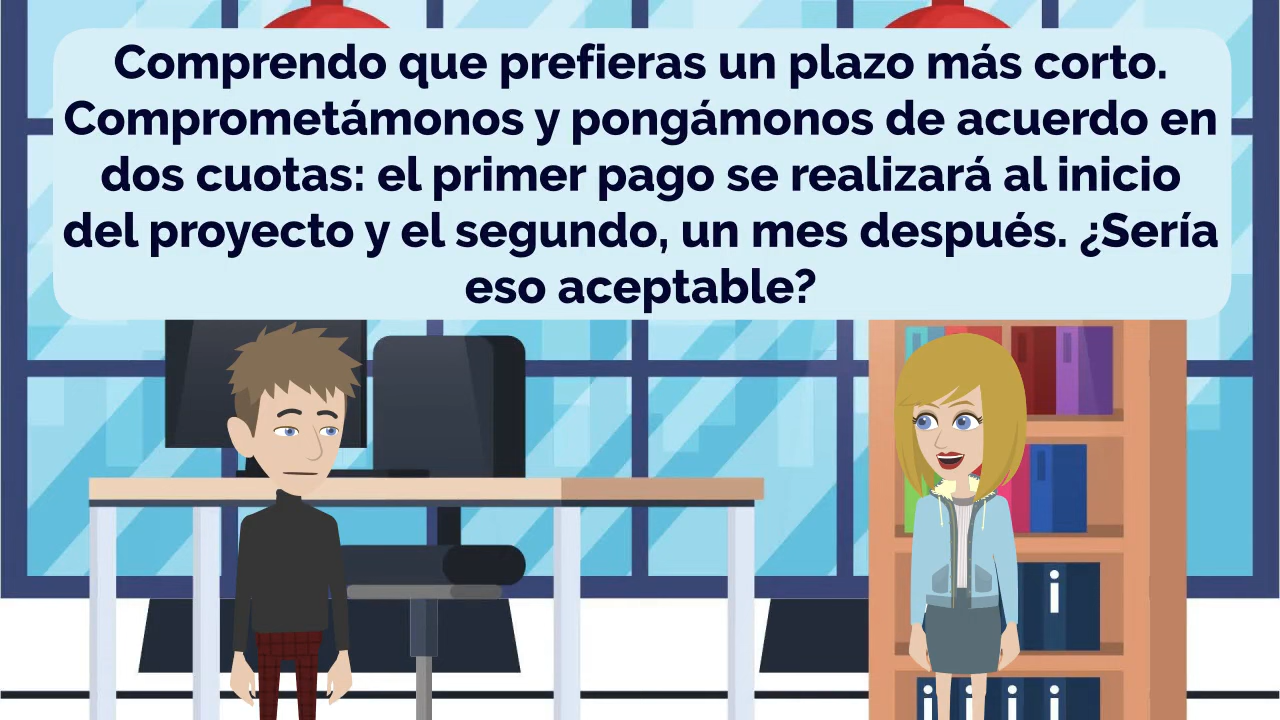 Comprendo que prefieras un plazo más corto.
Comprometámonos y pongámonos de acuerdo en
dos cuotas: el primer pago se realizará al inicio
del proyecto y el segundo, un mes después. ¿Sería
eso aceptable?